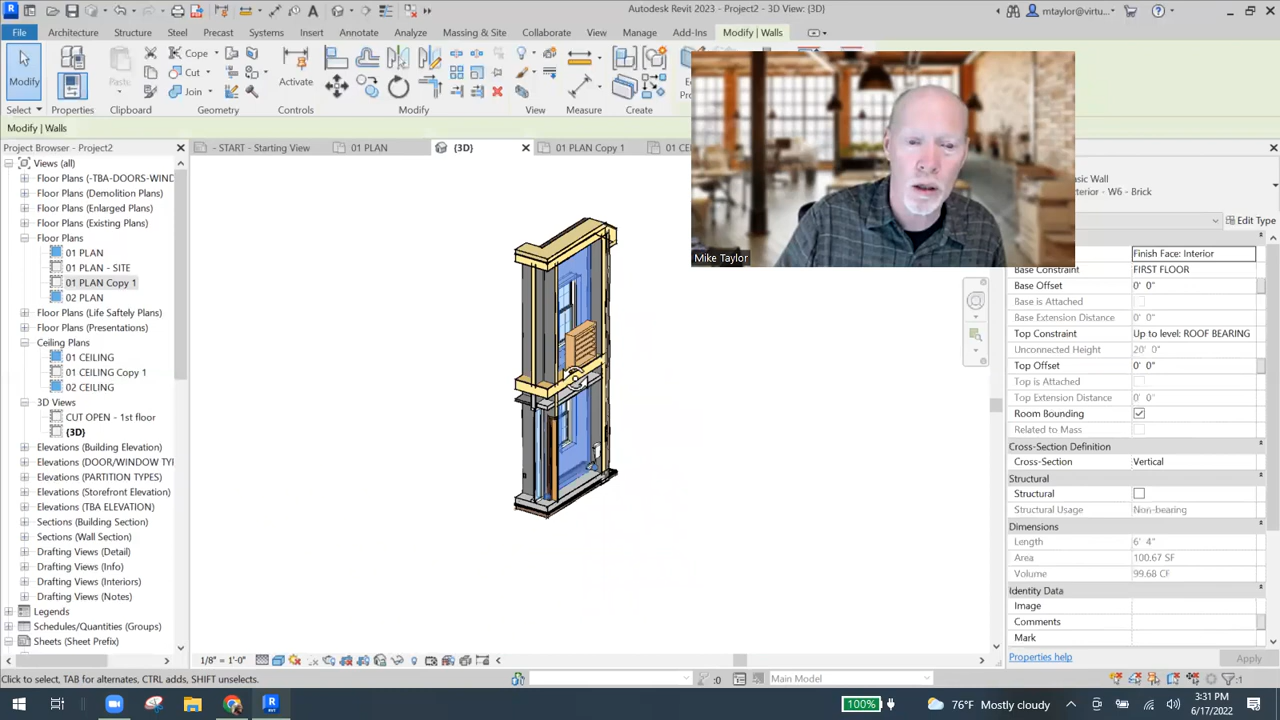 Autodesk Revit 2023 - Project2 - 3D View: {3D}
mtaylor@virtu...
File Architecture Structure Steel Precast Systems Insert Annotate Analyze Massing & Site Collaborate View Manage Add-Ins Modify | Walls
Modify
Paste
Cope
Cut
Join
Activate
Select Properties Clipboard Geometry Controls Modify View Measure Create
Modify | Walls
Project Browser - Project2
- START - Starting View
01 PLAN
{3D}
01 PLAN Copy 1
01 CE
Views (all)
Floor Plans (-TBA-DOORS-WIND
Floor Plans (Demolition Plans)
Floor Plans (Enlarged Plans)
Floor Plans (Existing Plans)
Floor Plans
01 PLAN
01 PLAN - SITE
01 PLAN Copy 1
02 PLAN
Floor Plans (Life Saftely Plans)
Floor Plans (Presentations)
Ceiling Plans
01 CEILING
01 CEILING Copy 1
02 CEILING
3D Views
CUT OPEN - 1st floor
{3D}
Elevations (Building Elevation)
Elevations (DOOR/WINDOW TYI
Elevations (PARTITION TYPES)
Elevations (Storefront Elevation)
Elevations (TBA ELEVATION)
Sections (Building Section)
Sections (Wall Section)
Drafting Views (Detail)
Drafting Views (Info)
Drafting Views (Interiors)
Drafting Views (Notes)
Legends
Schedules/Quantities (Groups)
Sheets (Sheet Prefix)
Mike Taylor
asic Wall
terior - W6 - Brick
Edit Type
Finish Face: Interior
Base Constraint FIRST FLOOR
Base Offset 0' 0"
Base is Attached
Base Extension Distance 0' 0"
Top Constraint Up to level: ROOF BEARING
Unconnected Height 20' 0"
Top Offset 0' 0"
Top is Attached
Top Extension Distance 0' 0"
Room Bounding
Related to Mass
Cross-Section Definition
Cross-Section Vertical
Structural
Structural
Structural Usage Non-bearing
Dimensions
Length 6' 4"
Area 100.67 SF
Volume 99.68 CF
Identity Data
Image
Comments
Mark
Properties help Apply
1/8" = 1'-0"
Click to select, TAB for alternates, CTRL adds, SHIFT unselects.
:0
Main Model
100%
76°F Mostly cloudy
3:31 PM
6/17/2022